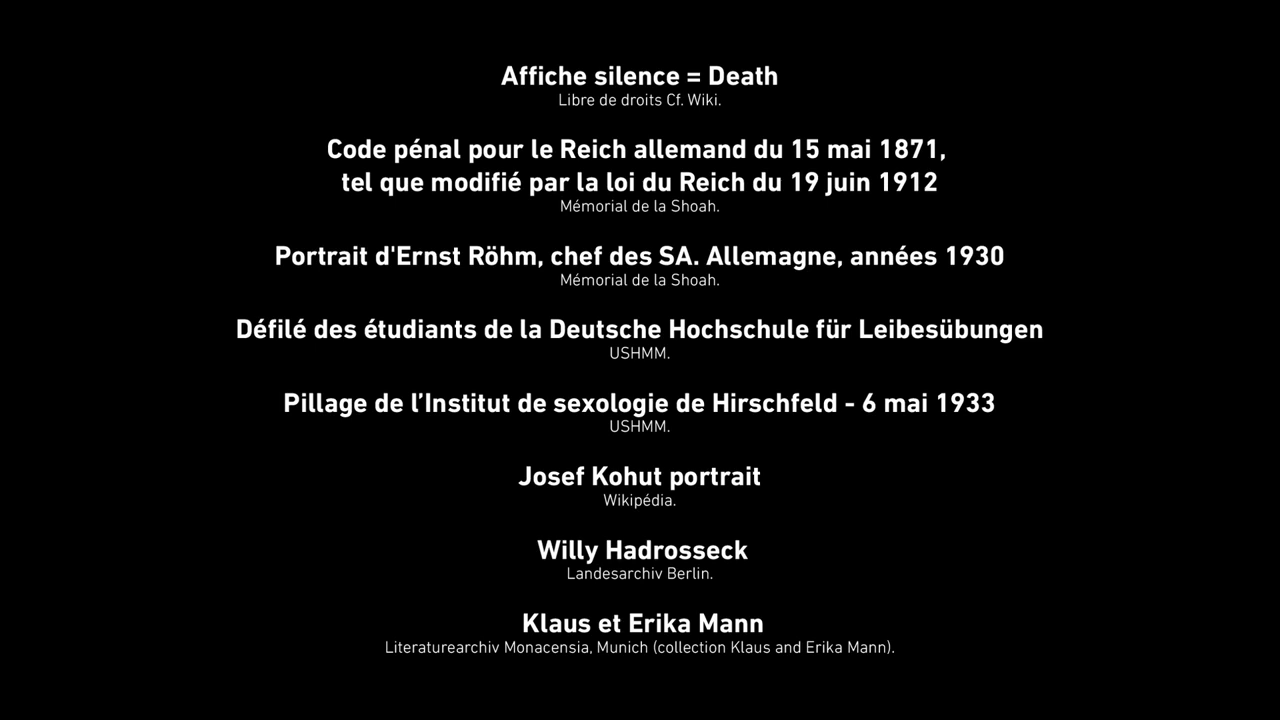 Affiche silence = Death
Libre de droits Cf. Wiki.
Code pénal pour le Reich allemand du 15 mai 1871,
tel que modifié par la loi du Reich du 19 juin 1912
Mémorial de la Shoah.
Portrait d'Ernst Röhm, chef des SA. Allemagne, années 1930
Mémorial de la Shoah.
Défilé des étudiants de la Deutsche Hochschule für Leibesübungen
USHMM.
Pillage de l’Institut de sexologie de Hirschfeld - 6 mai 1933
USHMM.
Josef Kohut portrait
Wikipédia.
Willy Hadrosseck
Landesarchiv Berlin.
Klaus et Erika Mann
Literaturearchiv Monacensia, Munich (collection Klaus and Erika Mann).